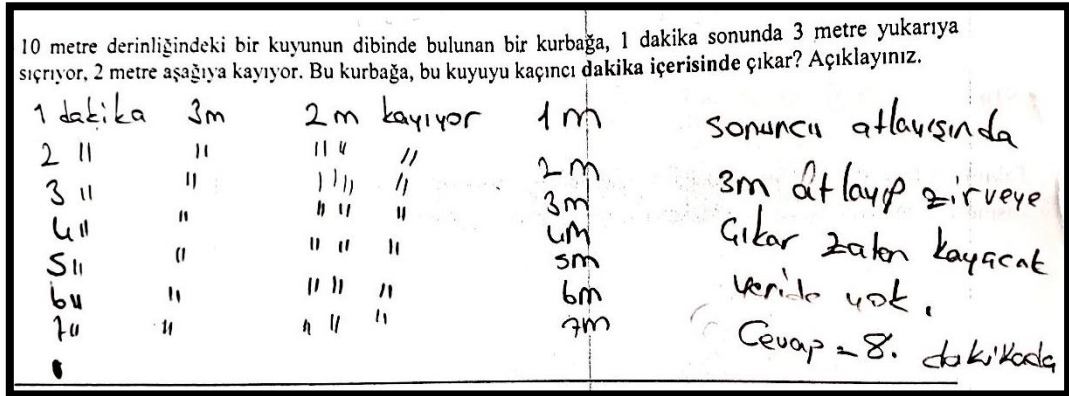 10 metre derinliğindeki bir kuyunun dibinde bulunan bir kurbağa, 1 dakika sonunda 3 metre yukarıya
sıçrıyor, 2 metre aşağıya kayıyor. Bu kurbağa, bu kuyuyu kaçıncı dakika içerisinde çıkar? Açıklayınız.
1 dakika 3m 2m kayıyor 1m
2 " " " " " 2m
3 " " " " " 3m
4 " " " " " 4m
5 " " " " " 5m
6 " " " " " 6m
7 " " " " " 7m
sonuncu atlayışında
3m atlayıp zirveye
çıkar zaten kayacak
yeride yok.
Cevap = 8. dakikada